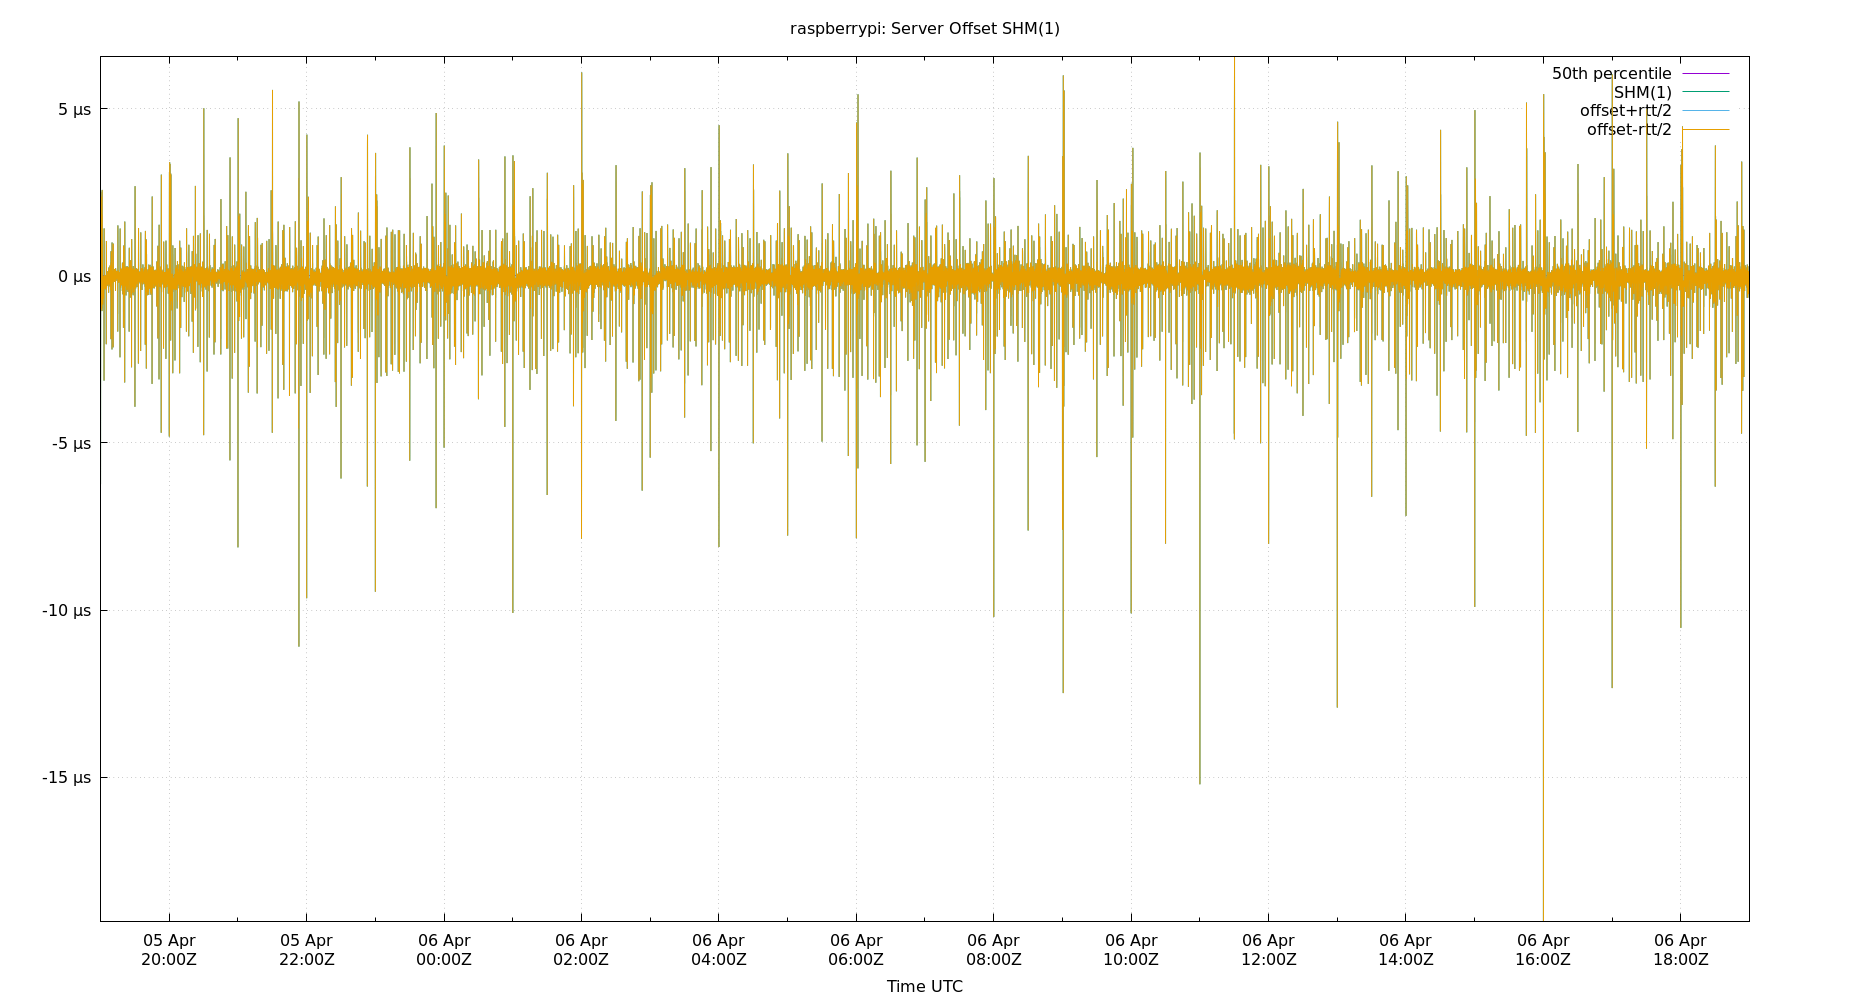 raspberrypi: Server Offset SHM(1)
50th percentile
SHM(1)
offset+rtt/2
offset-rtt/2
5 µs
0 µs
-5 µs
-10 µs
-15 µs
05 Apr 05 Apr 06 Apr 06 Apr 06 Apr 06 Apr 06 Apr 06 Apr 06 Apr 06 Apr 06 Apr 06 Apr
20:00Z 22:00Z 00:00Z 02:00Z 04:00Z 06:00Z 08:00Z 10:00Z 12:00Z 14:00Z 16:00Z 18:00Z
Time UTC